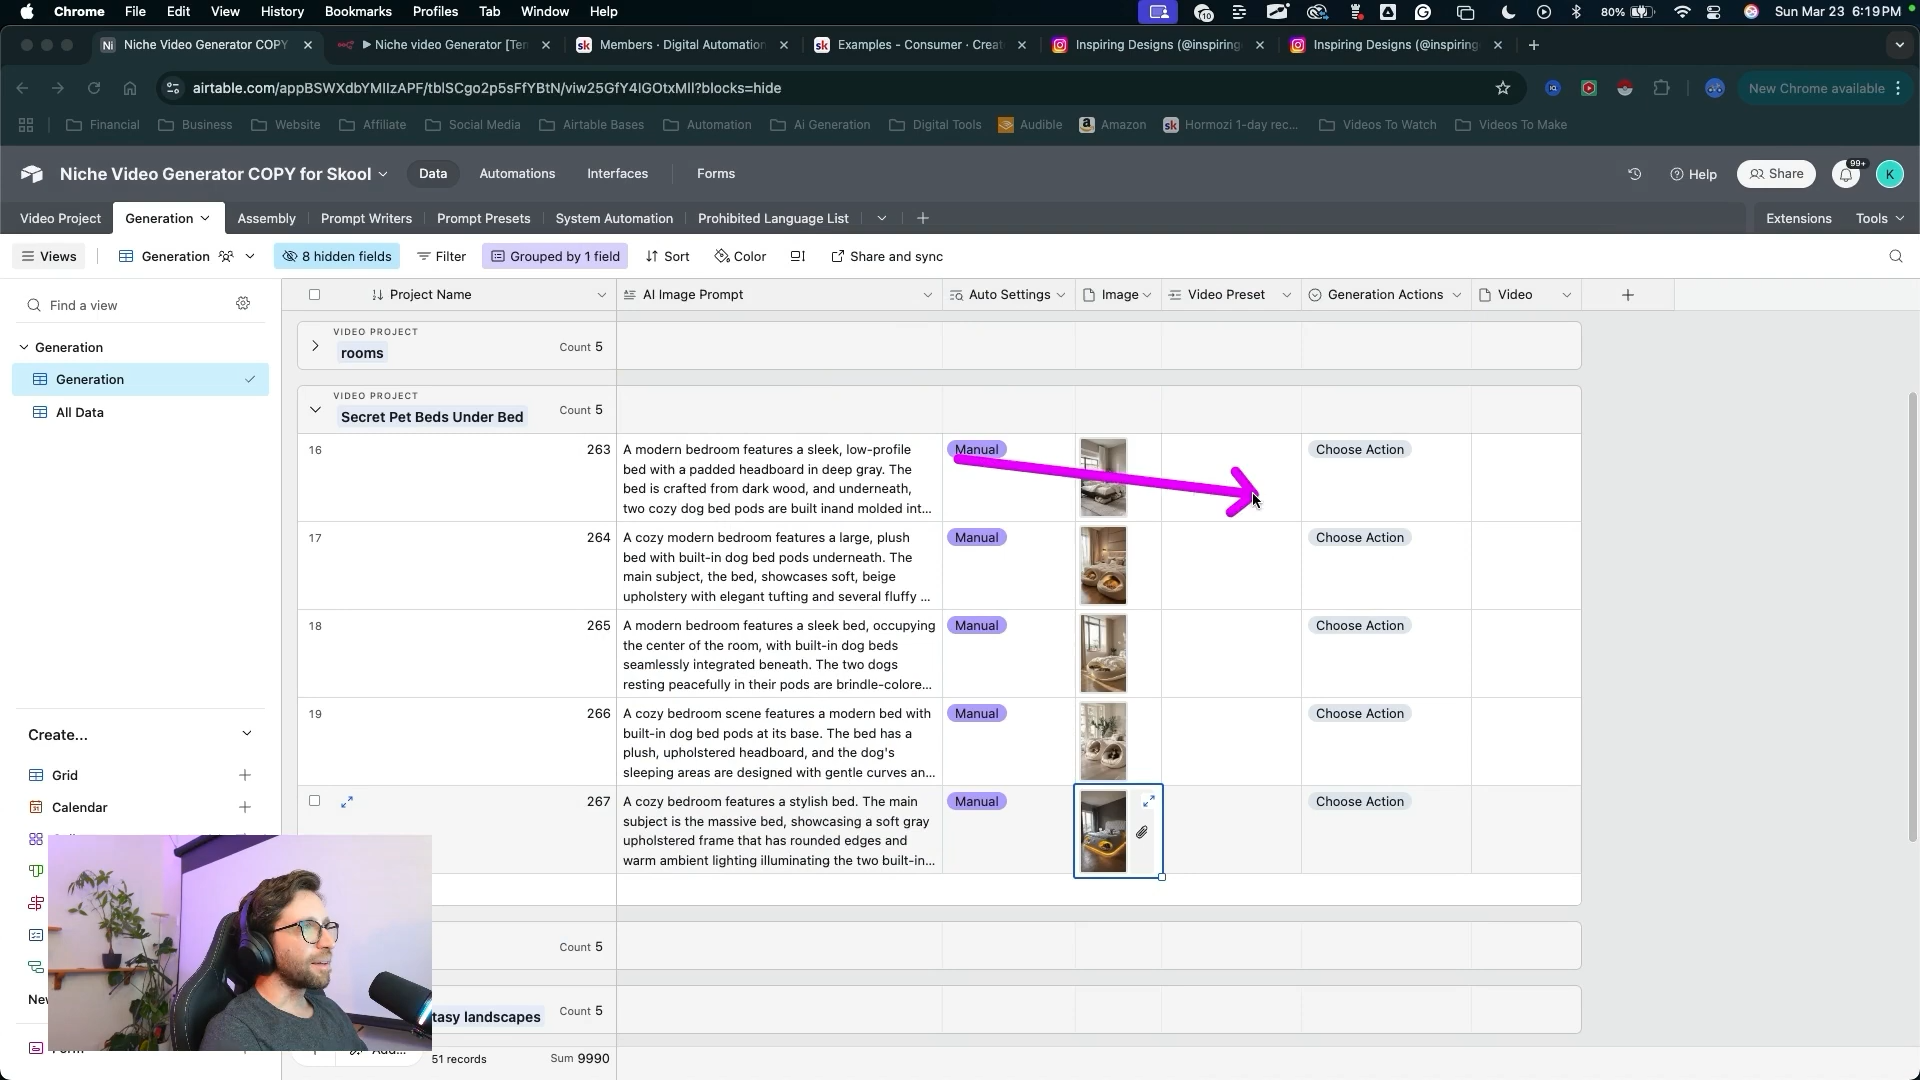 Chrome File Edit View History Bookmarks Profiles Tab Window Help
10
80%
Sun Mar 23 6:19 PM
Ni Niche Video Generator COPY
Niche video Generator [Ten
sk Members · Digital Automation
sk Examples - Consumer · Creat
Inspiring Designs (@inspiring
Inspiring Designs (@inspiring
airtable.com/appBSWXdbYMIIzAPF/tblSCgo2p5sFfYBtN/viw25GfY4lGOtxMIl?blocks=hide
New Chrome available
Financial Business Website Affiliate Social Media Airtable Bases Automation Ai Generation Digital Tools Audible Amazon Hormozi 1-day rec... Videos To Watch Videos To Make
Niche Video Generator COPY for Skool
Data Automations Interfaces Forms
Help Share 99+ K
Video Project Generation Assembly Prompt Writers Prompt Presets System Automation Prohibited Language List
Extensions Tools
Views Generation 8 hidden fields Filter Grouped by 1 field Sort Color Share and sync
Find a view
Generation
Generation
All Data
Create...
Grid
Calendar
Project Name AI Image Prompt Auto Settings Image Video Preset Generation Actions Video
VIDEO PROJECT
rooms Count 5
VIDEO PROJECT
Secret Pet Beds Under Bed Count 5
16 263
A modern bedroom features a sleek, low-profile
bed with a padded headboard in deep gray. The
bed is crafted from dark wood, and underneath,
two cozy dog bed pods are built inand molded int...
Manual Choose Action
17 264
A cozy modern bedroom features a large, plush
bed with built-in dog bed pods underneath. The
main subject, the bed, showcases soft, beige
upholstery with elegant tufting and several fluffy ...
Manual Choose Action
18 265
A modern bedroom features a sleek bed, occupying
the center of the room, with built-in dog beds
seamlessly integrated beneath. The two dogs
resting peacefully in their pods are brindle-colore...
Manual Choose Action
19 266
A cozy bedroom scene features a modern bed with
built-in dog bed pods at its base. The bed has a
plush, upholstered headboard, and the dog's
sleeping areas are designed with gentle curves an...
Manual Choose Action
267
A cozy bedroom features a stylish bed. The main
subject is the massive bed, showcasing a soft gray
upholstered frame that has rounded edges and
warm ambient lighting illuminating the two built-in...
Manual Choose Action
Count 5
tasy landscapes Count 5
51 records Sum 9990